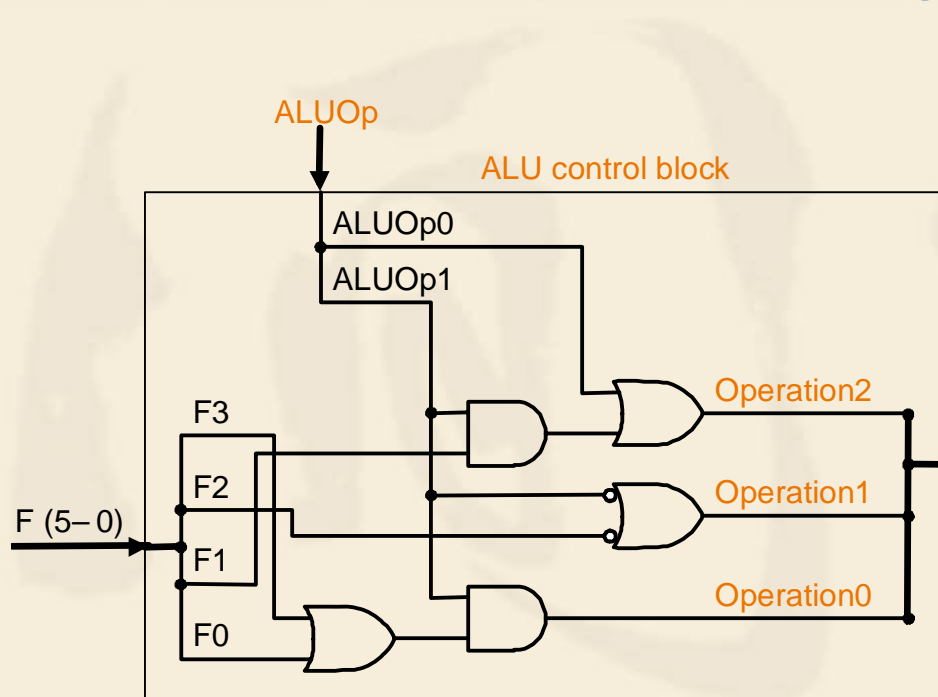 ALUOp
ALU control block
ALUOp0
ALUOp1
Operation2
F3
F2
Operation1
F (5– 0)
F1
Operation0
F0